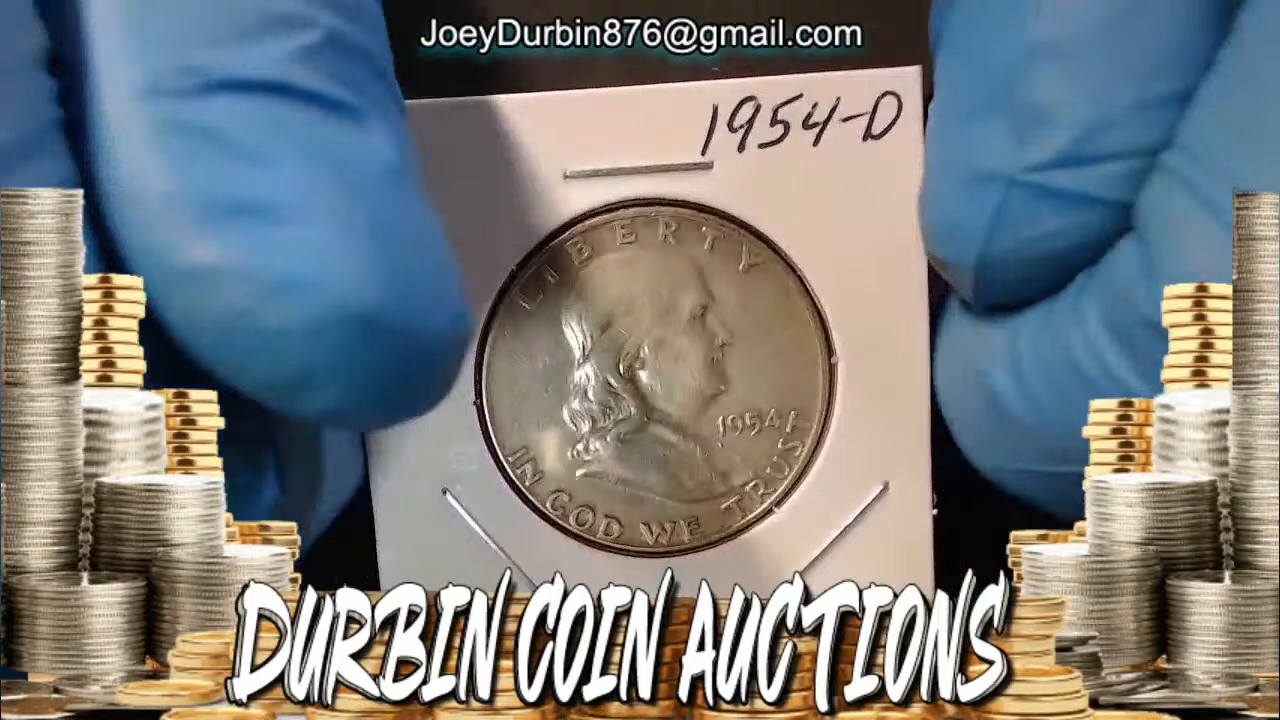 JoeyDurbin876@gmail.com
1954-D
LIBERTY
1954
IN GOD WE TRUST
DURBIN COIN AUCTIONS